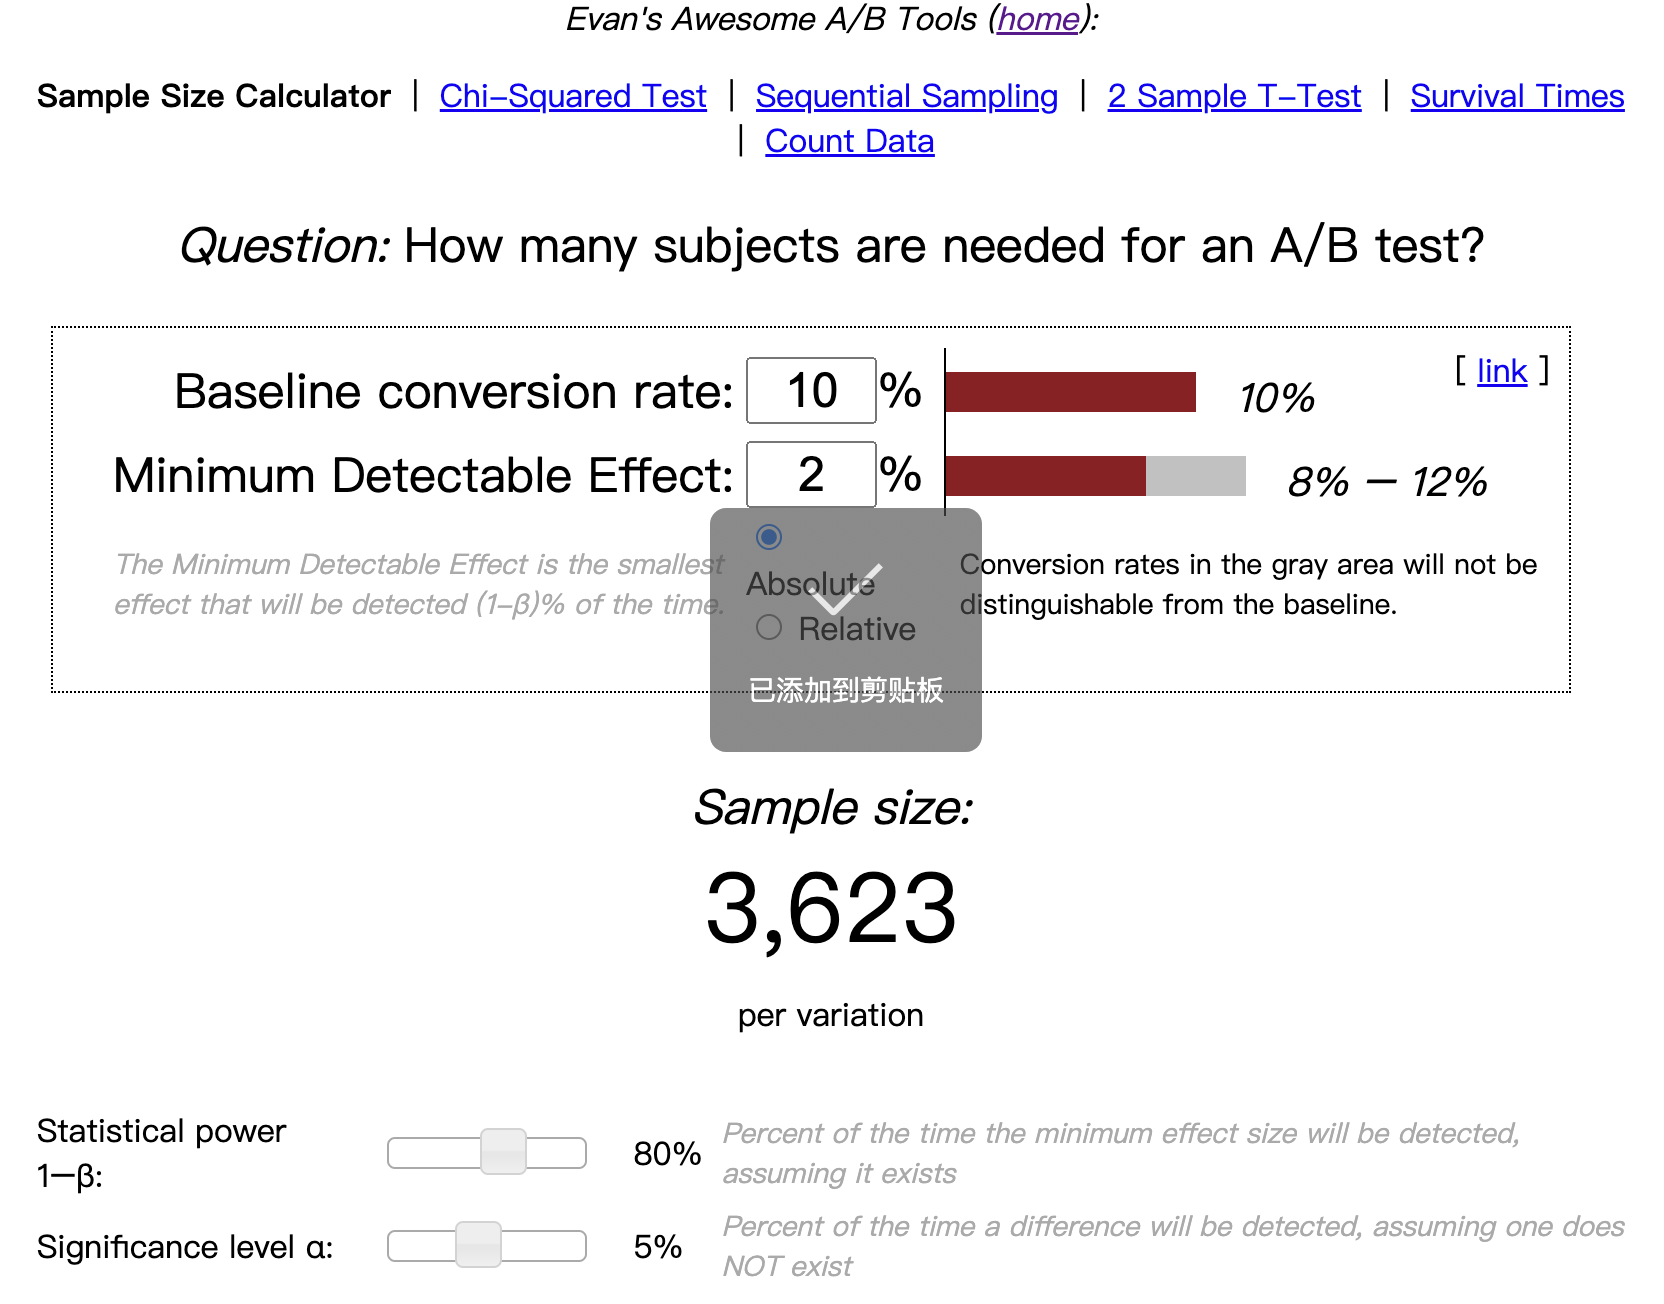 Evan's Awesome A/B Tools (home):
Sample Size Calculator | Chi-Squared Test | Sequential Sampling | 2 Sample T-Test | Survival Times
| Count Data
Question: How many subjects are needed for an A/B test?
[ link ]
Baseline conversion rate: 10 % 10%
Minimum Detectable Effect: 2 % 8% – 12%
The Minimum Detectable Effect is the smallest
effect that will be detected (1-β)% of the time.
Absolute
Relative
Conversion rates in the gray area will not be
distinguishable from the baseline.
已添加到剪贴板
Sample size:
3,623
per variation
Statistical power
1–β:
80%
Percent of the time the minimum effect size will be detected,
assuming it exists
Significance level α:
5%
Percent of the time a difference will be detected, assuming one does
NOT exist